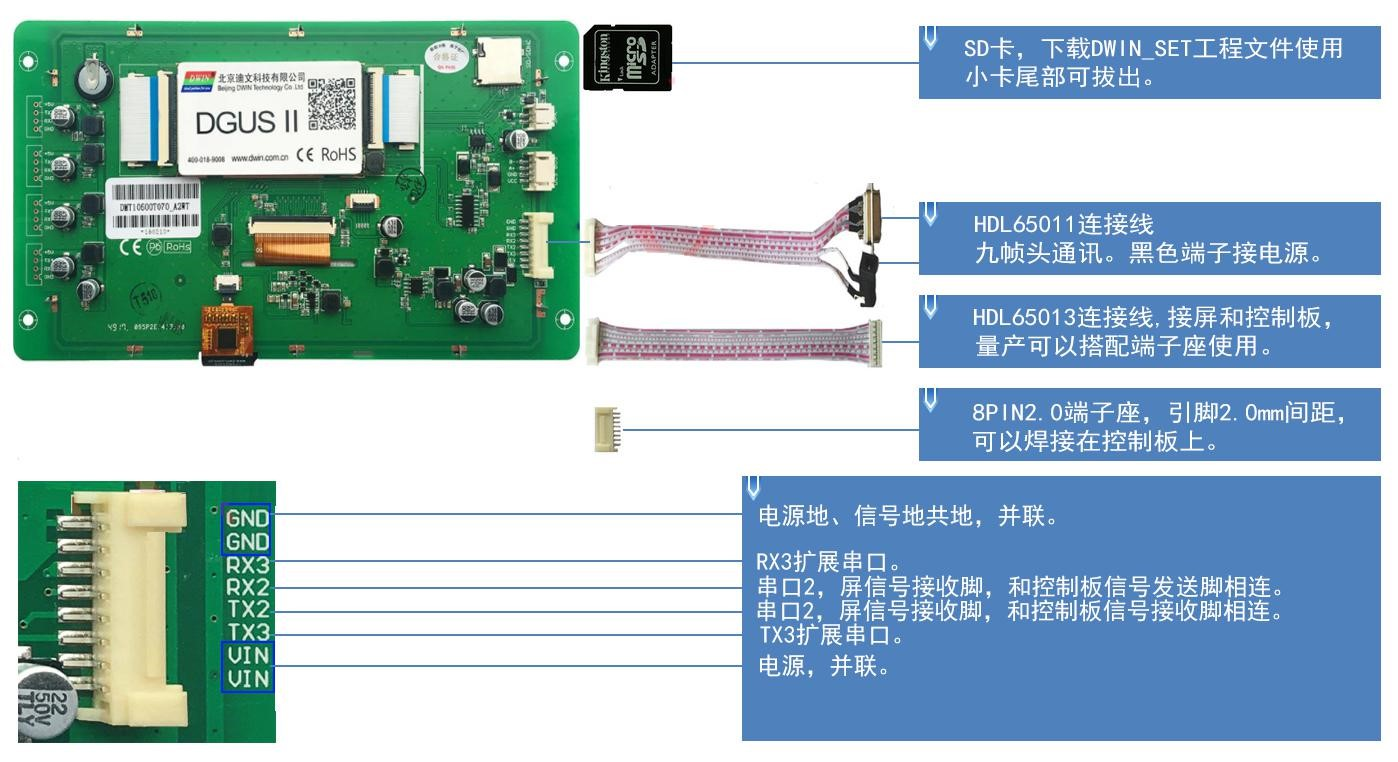 SD卡，下载DWIN_SET工程文件使用
小卡尾部可拔出。
Kingston
micro
SD
ADAPTER
DWIN
北京迪文科技有限公司
Beijing DWIN Technology Co.Ltd
DGUS II
400-018-9008 www.dwin.com.cn CE RoHS
合格证
DMT10600T070_A2WT
CE Pb RoHS
HDL65011连接线
九帧头通讯。黑色端子接电源。
HDL65013连接线,接屏和控制板，
量产可以搭配端子座使用。
8PIN2.0端子座，引脚2.0mm间距，
可以焊接在控制板上。
GND
GND
RX3
RX2
TX2
TX3
VIN
VIN
22
50V
TLY
电源地、信号地共地，并联。
RX3扩展串口。
串口2，屏信号接收脚，和控制板信号发送脚相连。
串口2，屏信号接收脚，和控制板信号接收脚相连。
TX3扩展串口。
电源，并联。